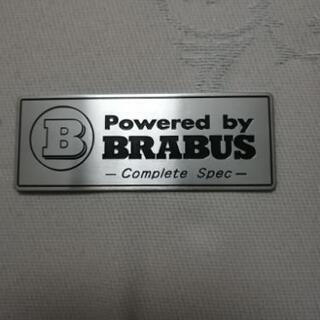 B
Powered by
BRABUS
— Complete Spec —